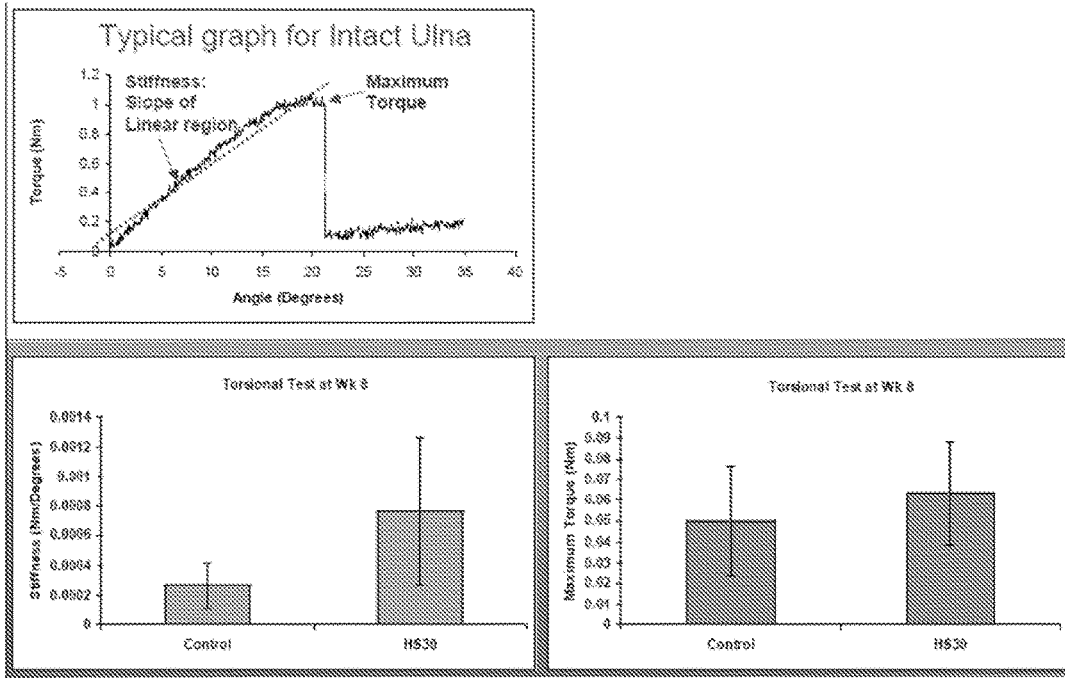 Typical graph for Intact Ulna
Stiffness:
Slope of
Linear region
Maximum
Torque
Torque (Nm)
1.2
1
0.8
0.6
0.4
0.2
0
-5 0 5 10 15 20 25 30 35 40
Angle (Degrees)
Torsional Test at Wk 8
Stiffness (Nm/Degrees)
0.0014
0.0012
0.001
0.0008
0.0006
0.0004
0.0002
0
Control HS30
Torsional Test at Wk 8
Maximum Torque (Nm)
0.1
0.09
0.08
0.07
0.06
0.05
0.04
0.03
0.02
0.01
0
Control HS30